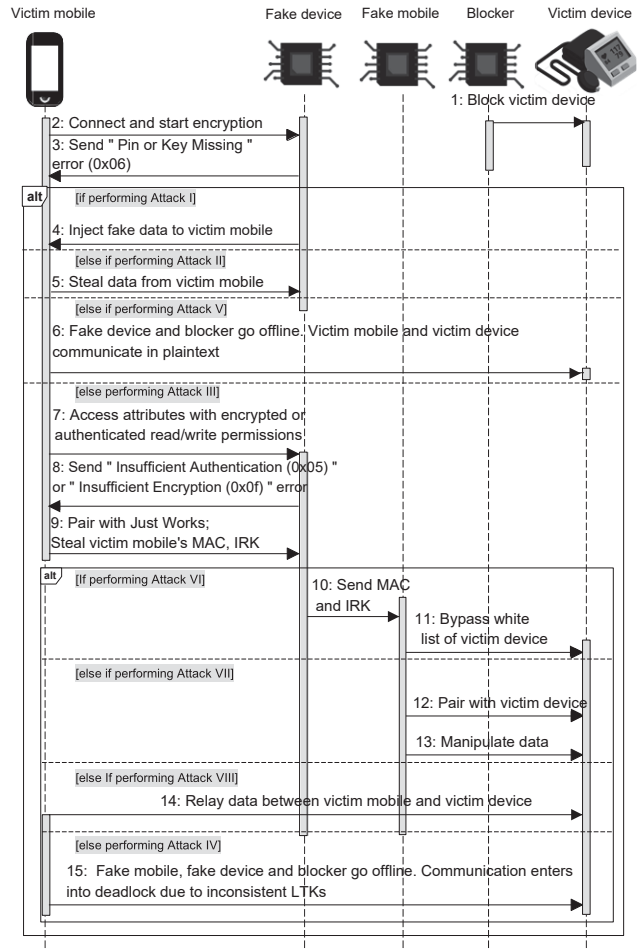 Victim mobile
Fake device
Fake mobile
Blocker
Victim device
1: Block victim device
2: Connect and start encryption
3: Send " Pin or Key Missing "
error (0x06)
alt
[if performing Attack I]
4: Inject fake data to victim mobile
[else if performing Attack II]
5: Steal data from victim mobile
[else if performing Attack V]
6: Fake device and blocker go offline. Victim mobile and victim device
communicate in plaintext
[else performing Attack III]
7: Access attributes with encrypted or
authenticated read/write permissions
8: Send " Insufficient Authentication (0x05) "
or " Insufficient Encryption (0x0f) " error
9: Pair with Just Works;
Steal victim mobile's MAC, IRK
alt
[If performing Attack VI]
10: Send MAC
and IRK
11: Bypass white
list of victim device
[else if performing Attack VII]
12: Pair with victim device
13: Manipulate data
[else If performing Attack VIII]
14: Relay data between victim mobile and victim device
[else performing Attack IV]
15: Fake mobile, fake device and blocker go offline. Communication enters
into deadlock due to inconsistent LTKs